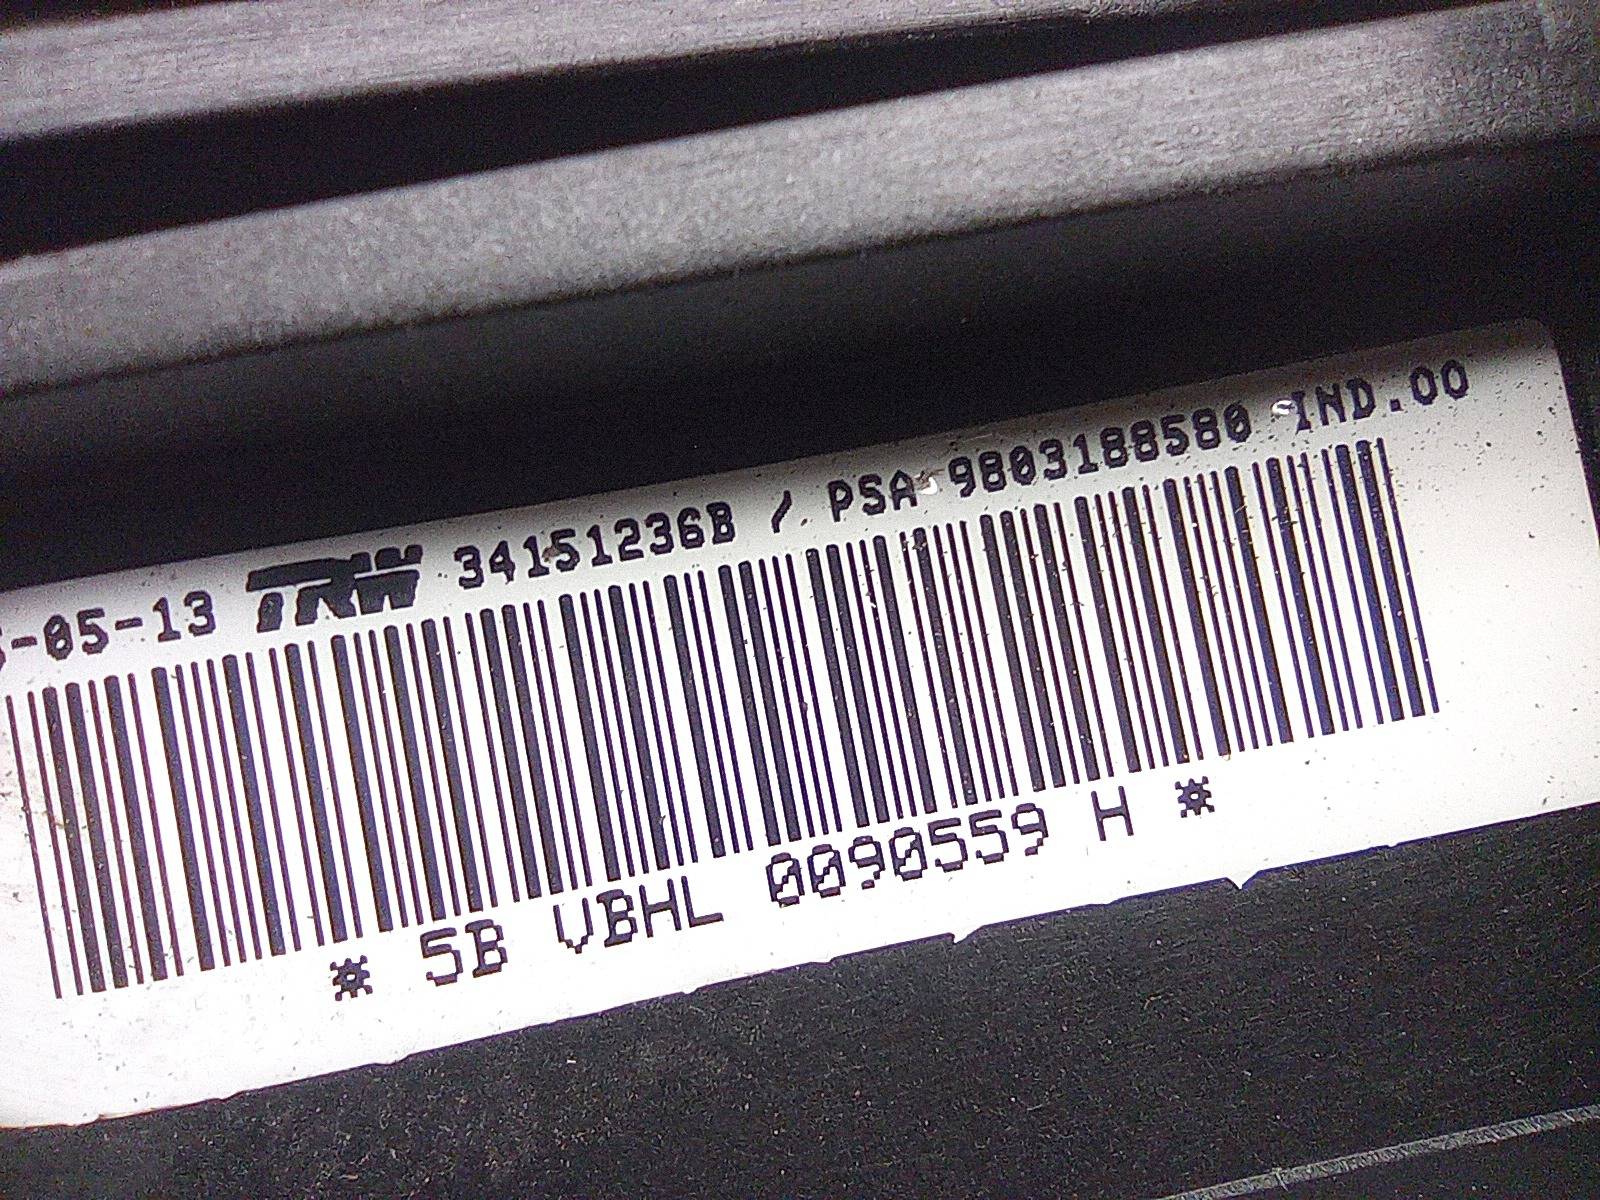 -05-13 TRW 34151236B / PSA 9803188580 IND.00
* 5B VBHL 0090559 H *